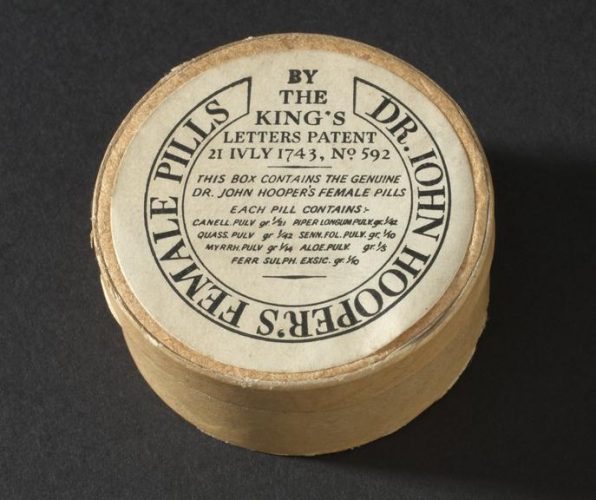 DR. IOHN HOOPER'S FEMALE PILLS
BY
THE
KING'S
LETTERS PATENT
21 IVLY 1743, Nº 592
THIS BOX CONTAINS THE GENUINE
DR. JOHN HOOPER'S FEMALE PILLS
EACH PILL CONTAINS:-
CANELL. PULV gr. 1/21 PIPER LONGUM PULV. gr. 1/42
QUASS. PULV gr 1/42 SENN. FOL. PULV. gr. 1/10
MYRRH. PULV gr 1/14 ALOE. PULV. gr. 1/5
FERR SULPH. EXSIC. gr. 1/10